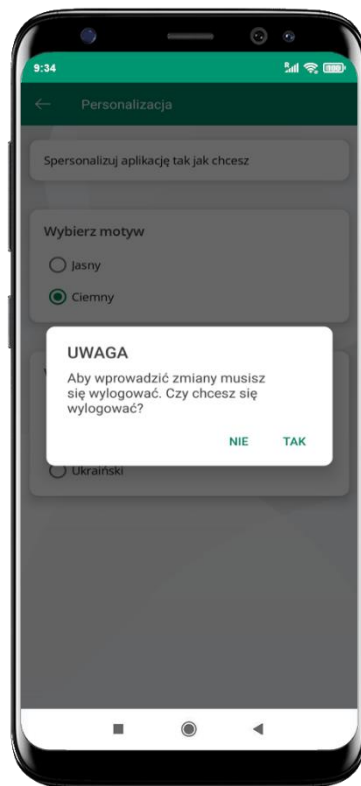 9:34
100
Personalizacja
Spersonalizuj aplikację tak jak chcesz
Wybierz motyw
Jasny
Ciemny
UWAGA
Aby wprowadzić zmiany musisz
się wylogować. Czy chcesz się
wylogować?
NIE TAK
Ukraiński